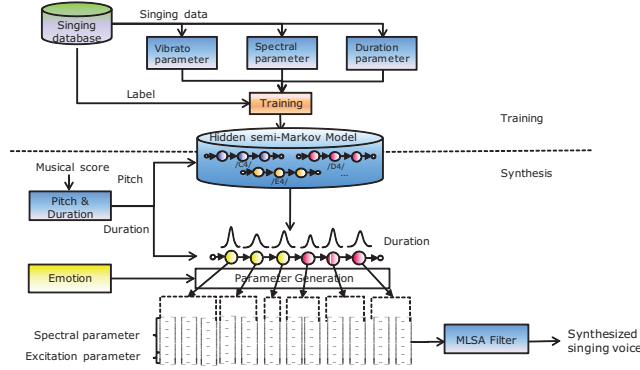 Singing data
Singing
database
Vibrato
parameter
Spectral
parameter
Duration
parameter
Label
Training
Training
Hidden semi-Markov Model
/C4/
/D4/
/E4/
...
Synthesis
Musical score
Pitch
Pitch &
Duration
Duration
Duration
Emotion
Parameter Generation
Spectral parameter
Excitation parameter
MLSA Filter
Synthesized
singing voice